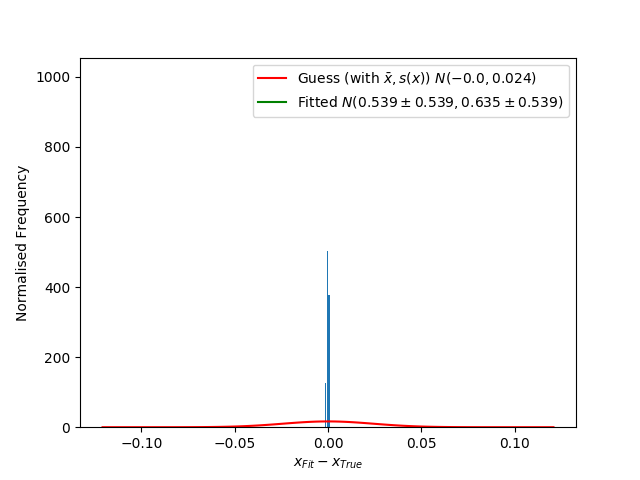 Guess (with x̄, s(x)) N(−0.0, 0.024)
Fitted N(0.539 ± 0.539, 0.635 ± 0.539)
1000
800
600
400
200
0
Normalised Frequency
−0.10 −0.05 0.00 0.05 0.10
x_Fit − x_True